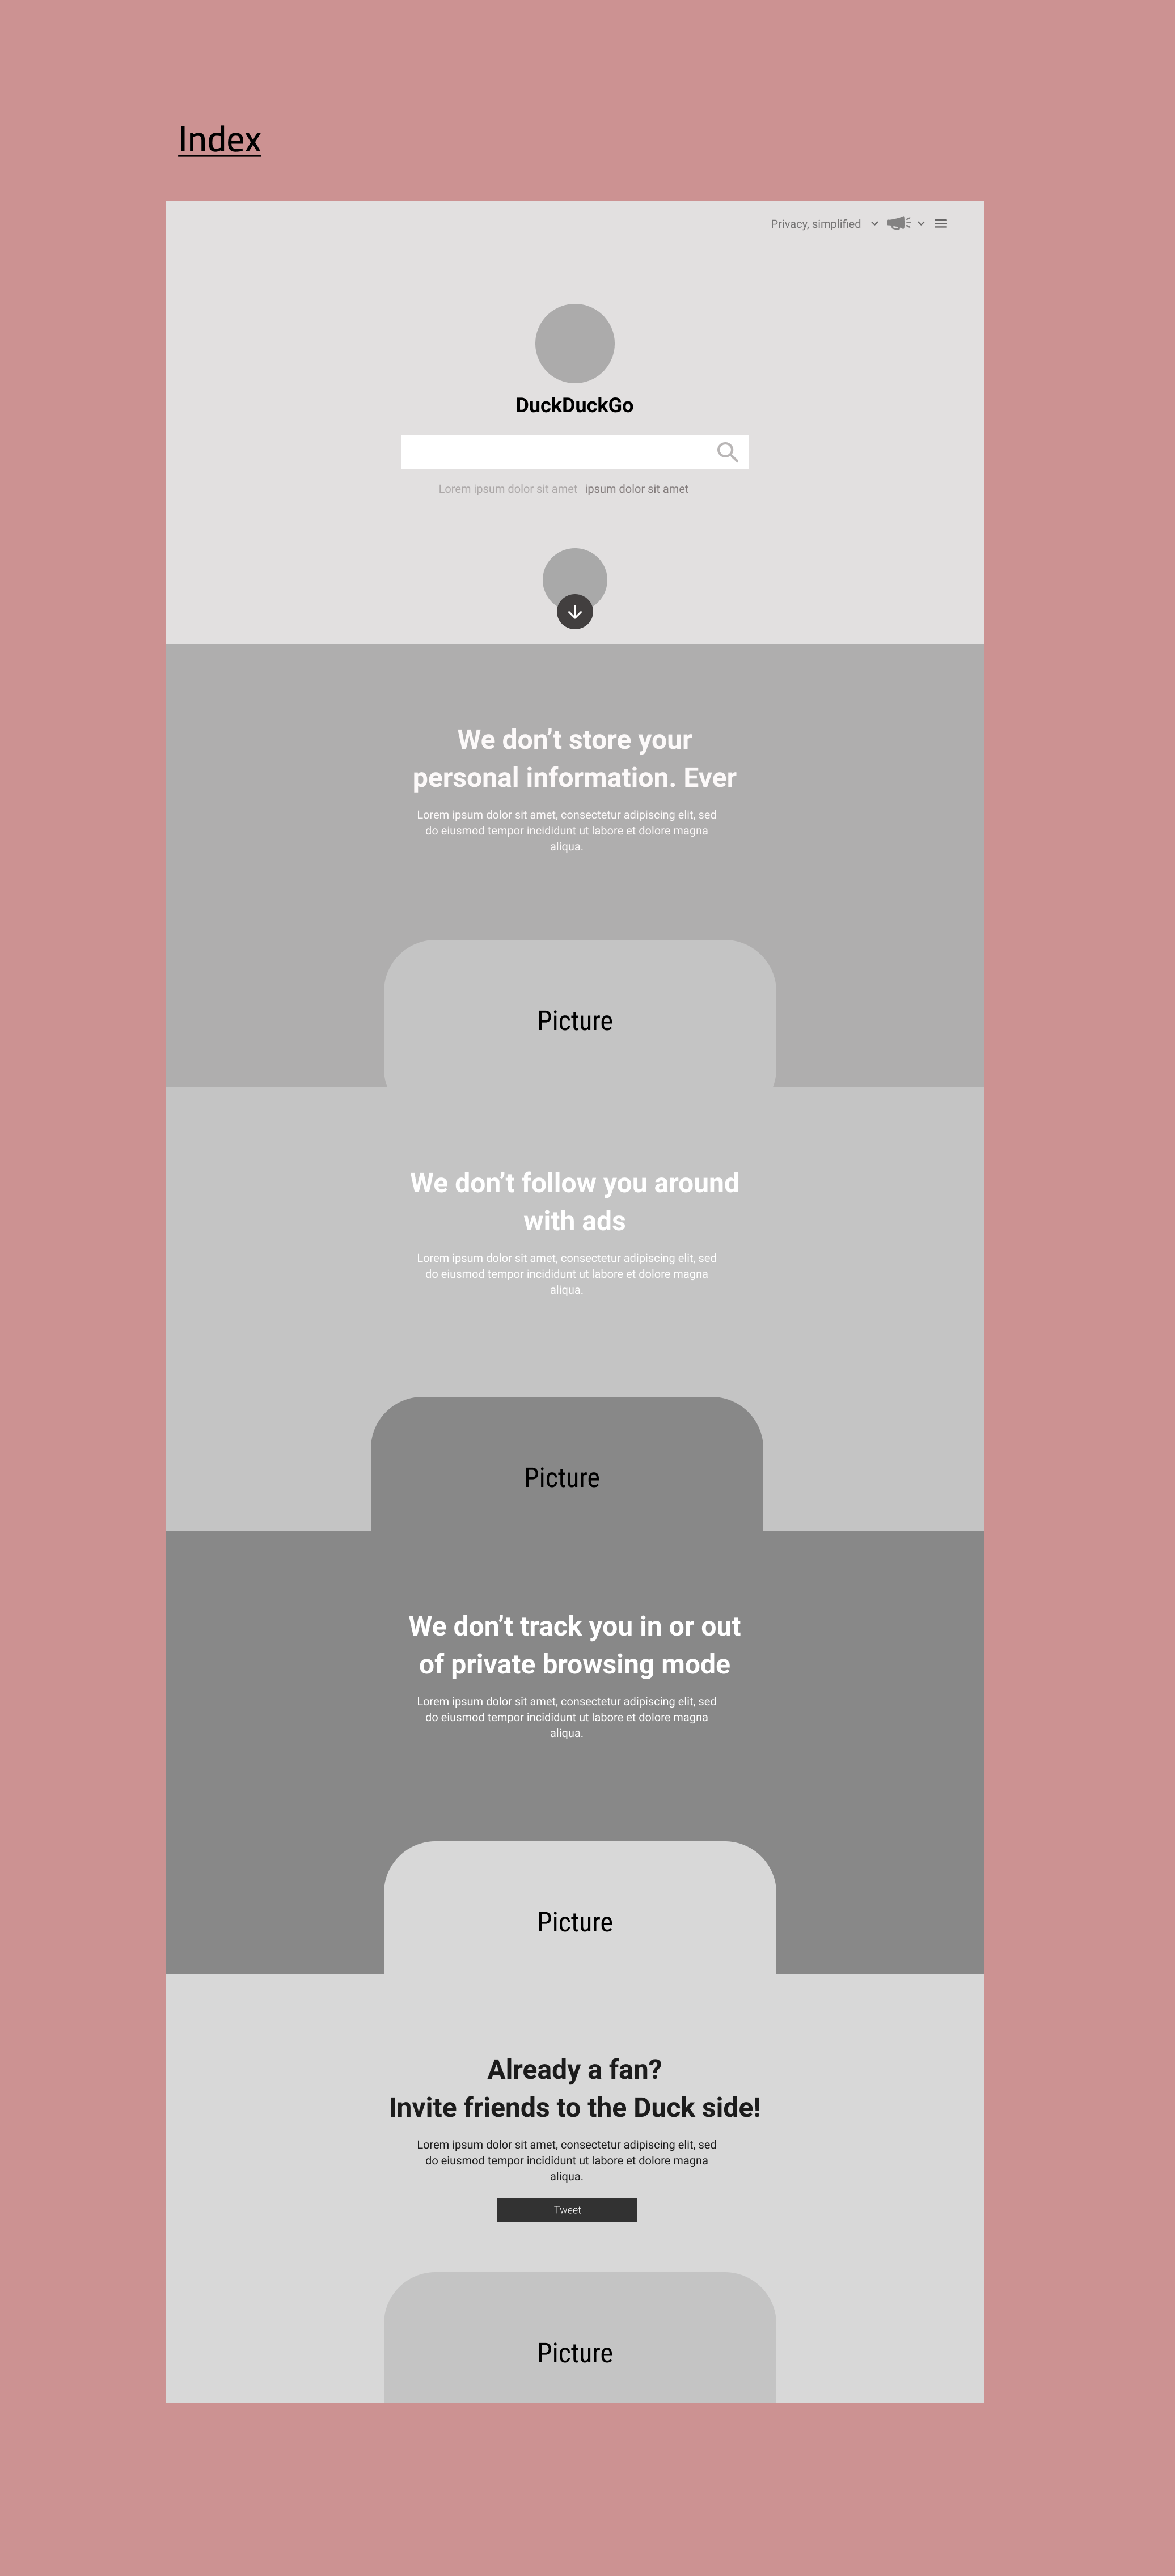 Index
Privacy, simplified
DuckDuckGo
Lorem ipsum dolor sit amet ipsum dolor sit amet
We don’t store your
personal information. Ever
Lorem ipsum dolor sit amet, consectetur adipiscing elit, sed
do eiusmod tempor incididunt ut labore et dolore magna
aliqua.
Picture
We don’t follow you around
with ads
Lorem ipsum dolor sit amet, consectetur adipiscing elit, sed
do eiusmod tempor incididunt ut labore et dolore magna
aliqua.
Picture
We don’t track you in or out
of private browsing mode
Lorem ipsum dolor sit amet, consectetur adipiscing elit, sed
do eiusmod tempor incididunt ut labore et dolore magna
aliqua.
Picture
Already a fan?
Invite friends to the Duck side!
Lorem ipsum dolor sit amet, consectetur adipiscing elit, sed
do eiusmod tempor incididunt ut labore et dolore magna
aliqua.
Tweet
Picture